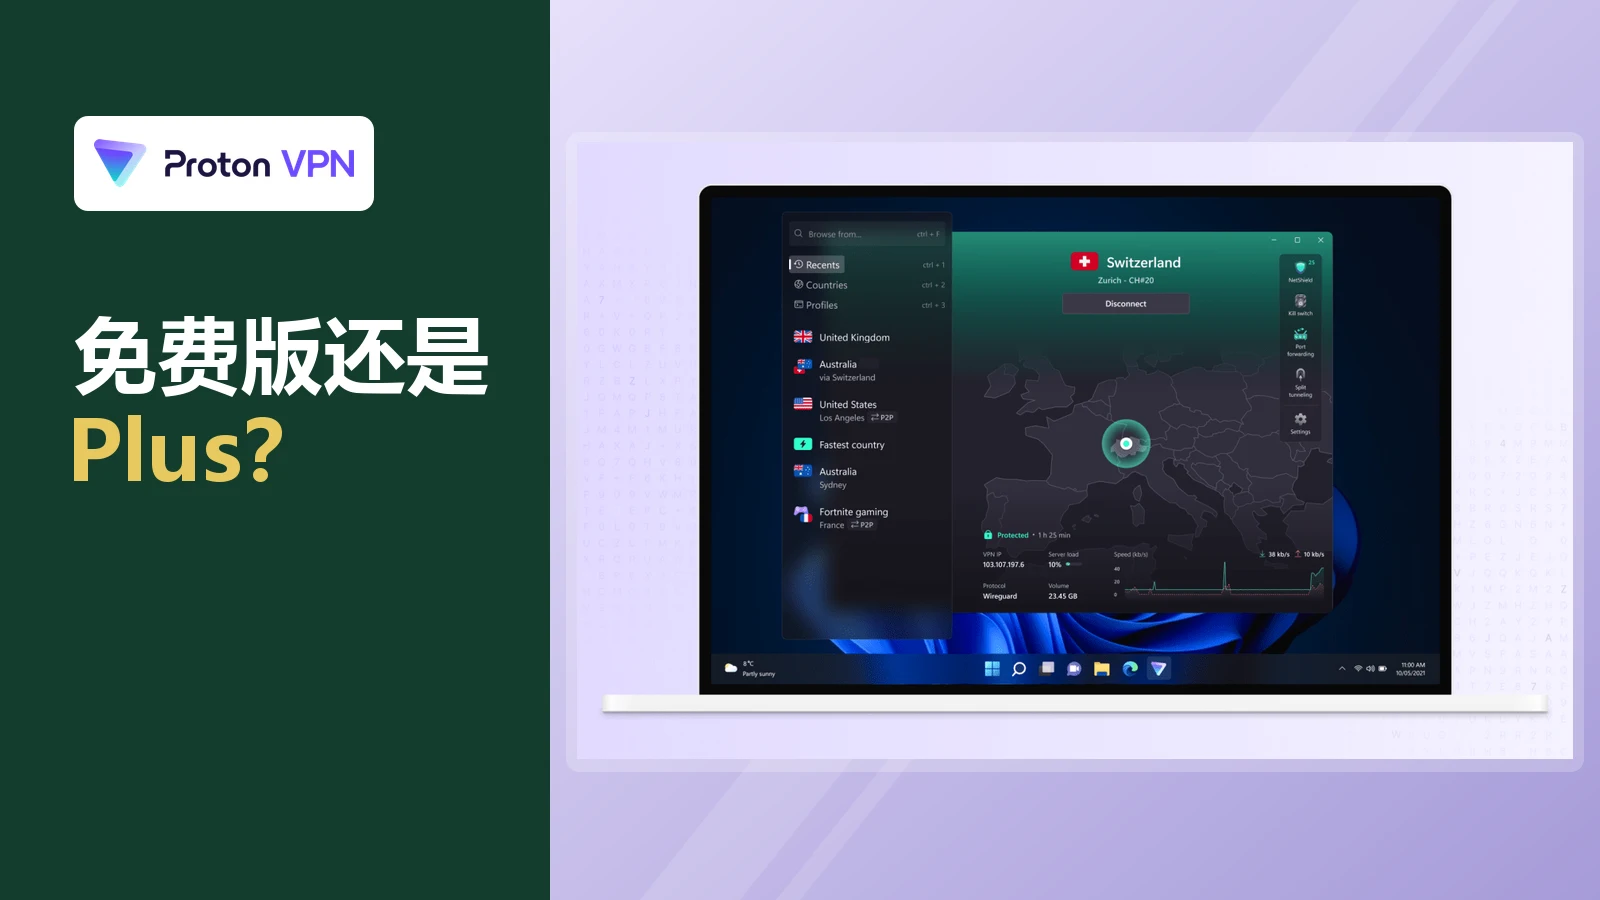 Proton VPN
免费版还是
Plus?
Browse from...
ctrl + F
Recents
ctrl + 1
Countries
ctrl + 2
Profiles
ctrl + 3
United Kingdom
Australia
via Switzerland
United States
Los Angeles P2P
Fastest country
Australia
Sydney
Fortnite gaming
France P2P
Switzerland
Zurich - CH#20
Disconnect
25
NetShield
Kill switch
Port
forwarding
Split
tunneling
Settings
Protected • 1 h 25 min
VPN IP
103.107.197.6
Server load
10%
Protocol
Wireguard
Volume
23.45 GB
Speed (kb/s)
38 kb/s
10 kb/s
40
20
0
8°C
Partly sunny
11:00 AM
10/05/2021